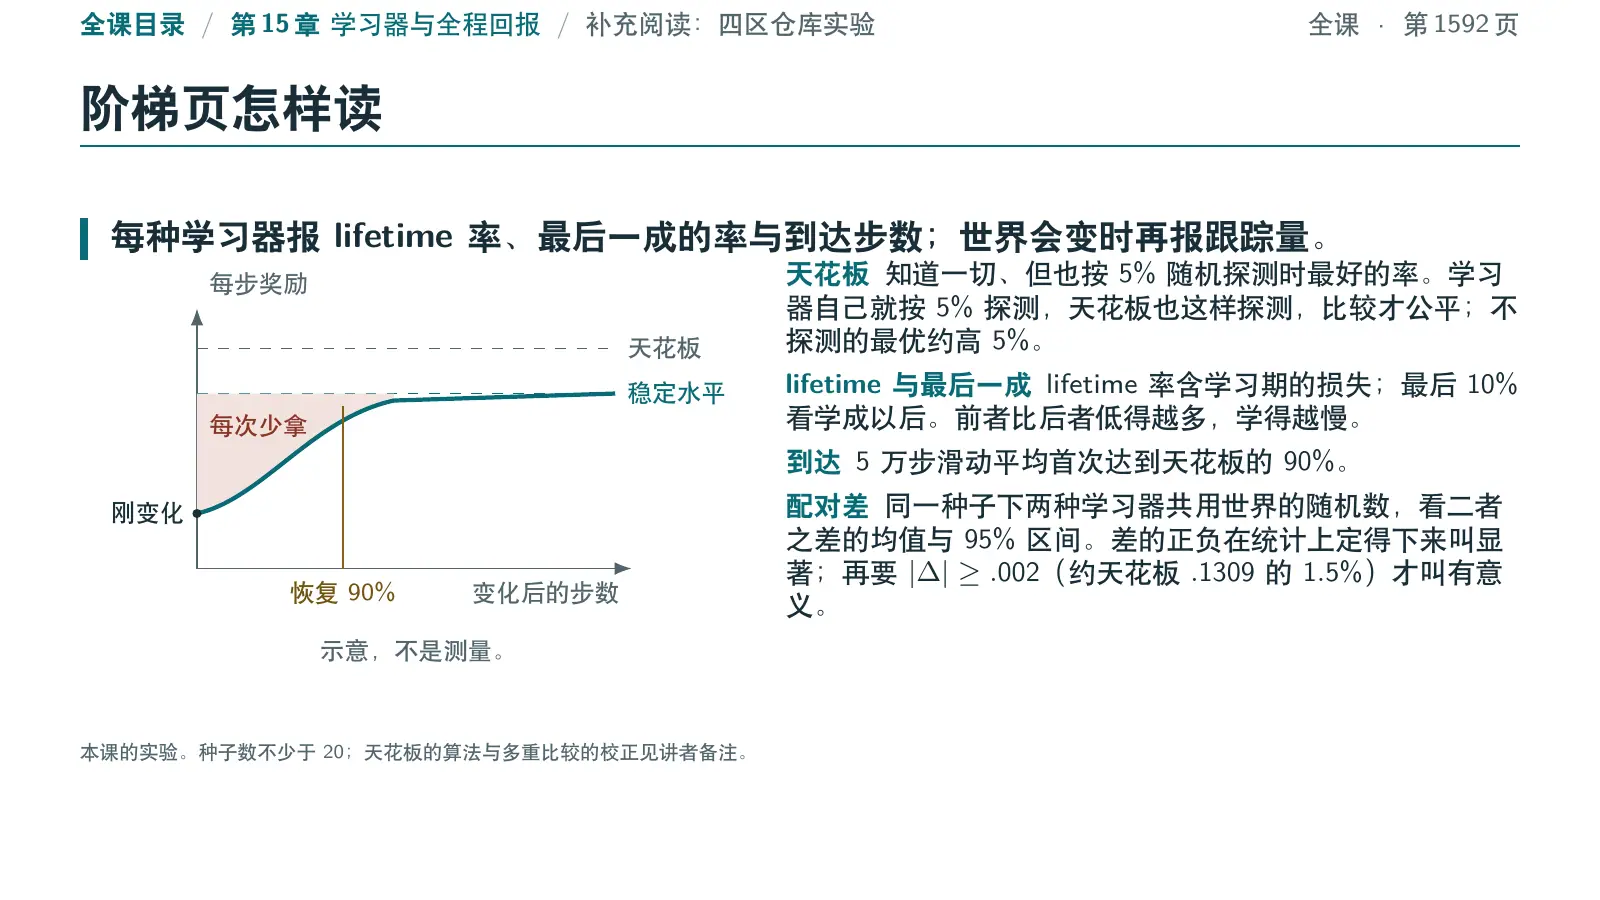 全课目录 / 第 15 章 学习器与全程回报 / 补充阅读：四区仓库实验
全课 · 第 1592 页
阶梯页怎样读
每种学习器报 lifetime 率、最后一成的率与到达步数；世界会变时再报跟踪量。
每步奖励
天花板
稳定水平
每次少拿
刚变化
恢复 90%
变化后的步数
示意，不是测量。
天花板 知道一切、但也按 5% 随机探测时最好的率。学习
器自己就按 5% 探测，天花板也这样探测，比较才公平；不
探测的最优约高 5%。
lifetime 与最后一成 lifetime 率含学习期的损失；最后 10%
看学成以后。前者比后者低得越多，学得越慢。
到达 5 万步滑动平均首次达到天花板的 90%。
配对差 同一种子下两种学习器共用世界的随机数，看二者
之差的均值与 95% 区间。差的正负在统计上定得下来叫显
著；再要 |Δ| ≥ .002（约天花板 .1309 的 1.5%）才叫有意
义。
本课的实验。种子数不少于 20；天花板的算法与多重比较的校正见讲者备注。